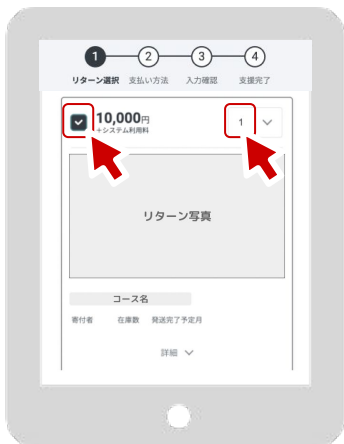 1 2 3 4
リターン選択 支払い方法 入力確認 支援完了
10,000円 1
+システム利用料
リターン写真
コース名
寄付者 在庫数 発送完了予定月
詳細